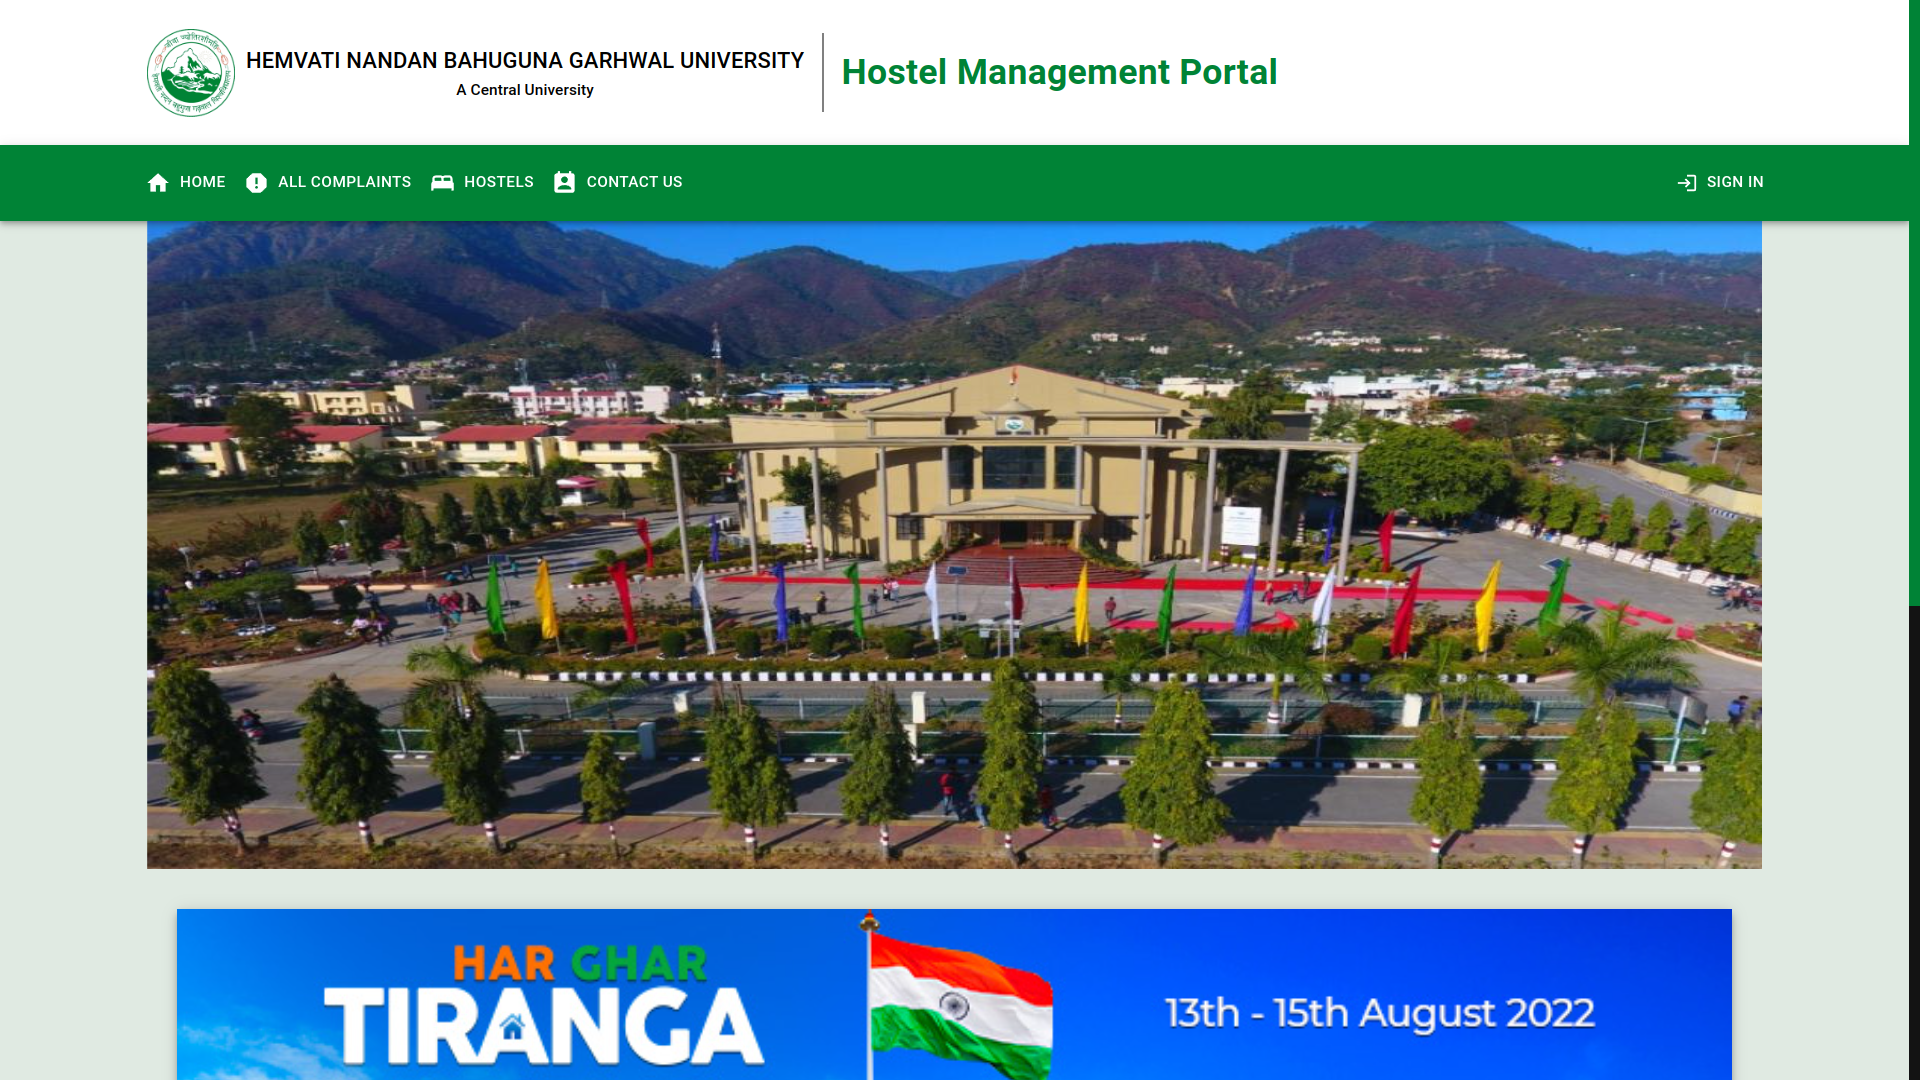 HEMVATI NANDAN BAHUGUNA GARHWAL UNIVERSITY
A Central University
Hostel Management Portal
HOME
ALL COMPLAINTS
HOSTELS
CONTACT US
SIGN IN
HAR GHAR
TIRANGA
13th - 15th August 2022